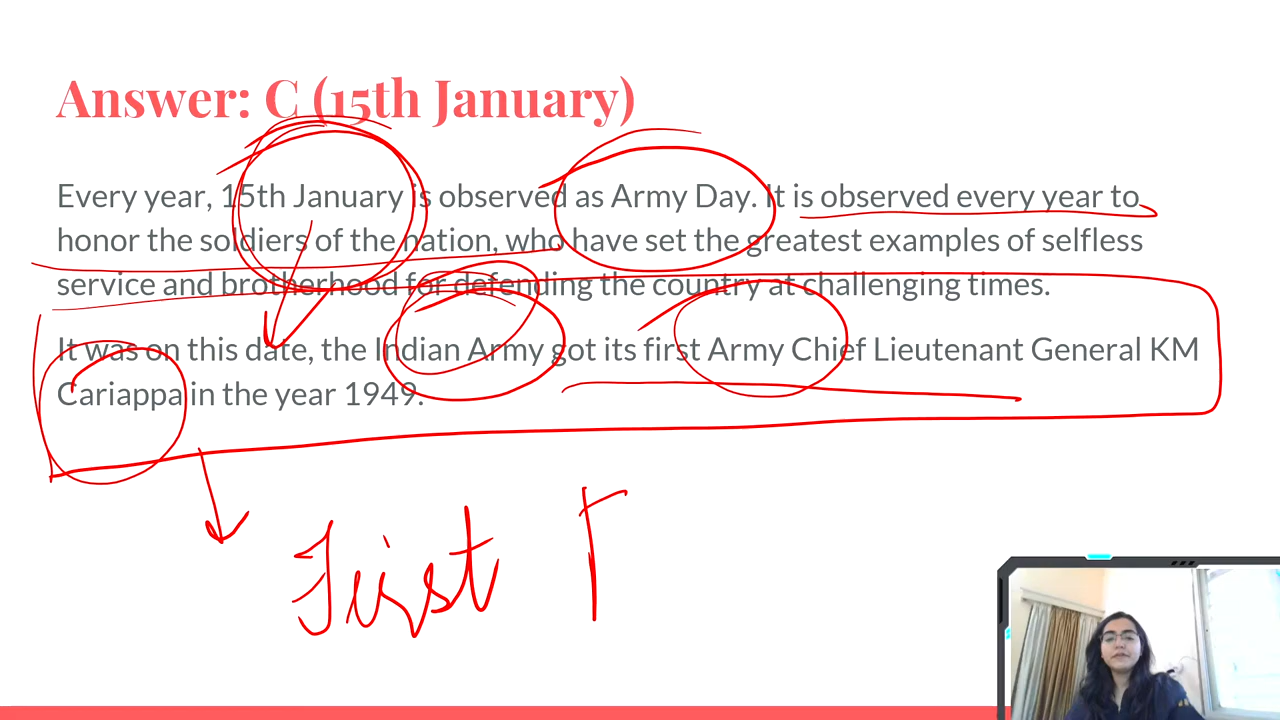 Answer: C (15th January)
Every year, 15th January is observed as Army Day. It is observed every year to
honor the soldiers of the nation, who have set the greatest examples of selfless
service and brotherhood for defending the country at challenging times.
It was on this date, the Indian Army got its first Army Chief Lieutenant General KM
Cariappa in the year 1949.
First